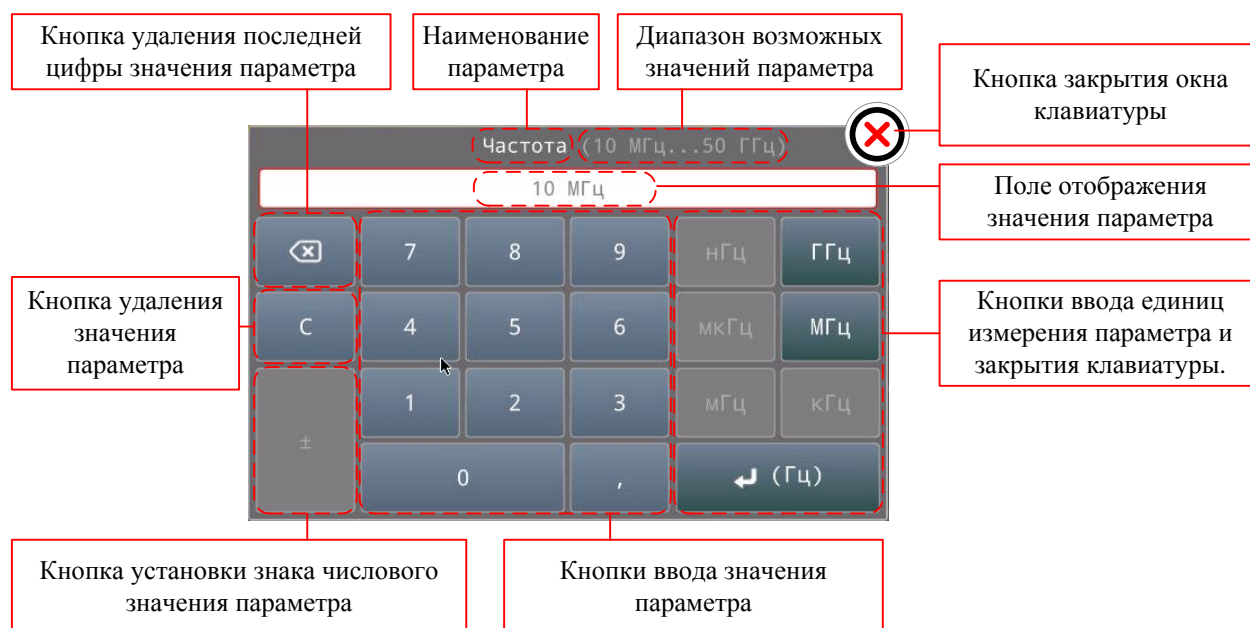 Кнопка удаления последней
цифры значения параметра
Наименование
параметра
Диапазон возможных
значений параметра
Кнопка закрытия окна
клавиатуры
Частота (10 МГц...50 ГГц)
10 МГц
Поле отображения
значения параметра
7 8 9 нГц ГГц
Кнопка удаления
значения
параметра
C 4 5 6 мкГц МГц
Кнопки ввода единиц
измерения параметра и
закрытия клавиатуры.
± 1 2 3 мГц кГц
0 , (Гц)
Кнопка установки знака числового
значения параметра
Кнопки ввода значения
параметра